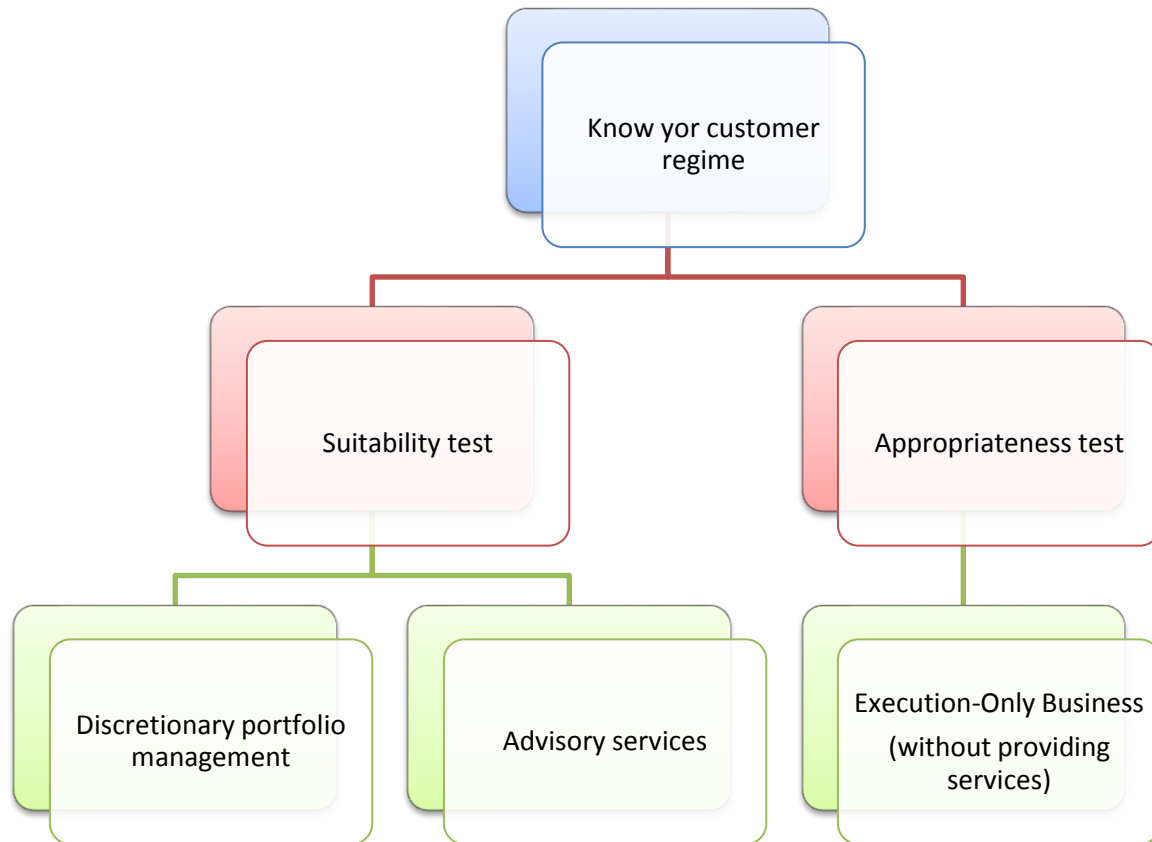 Know yor customer
regime
Suitability test
Appropriateness test
Discretionary portfolio
management
Advisory services
Execution-Only Business
(without providing
services)